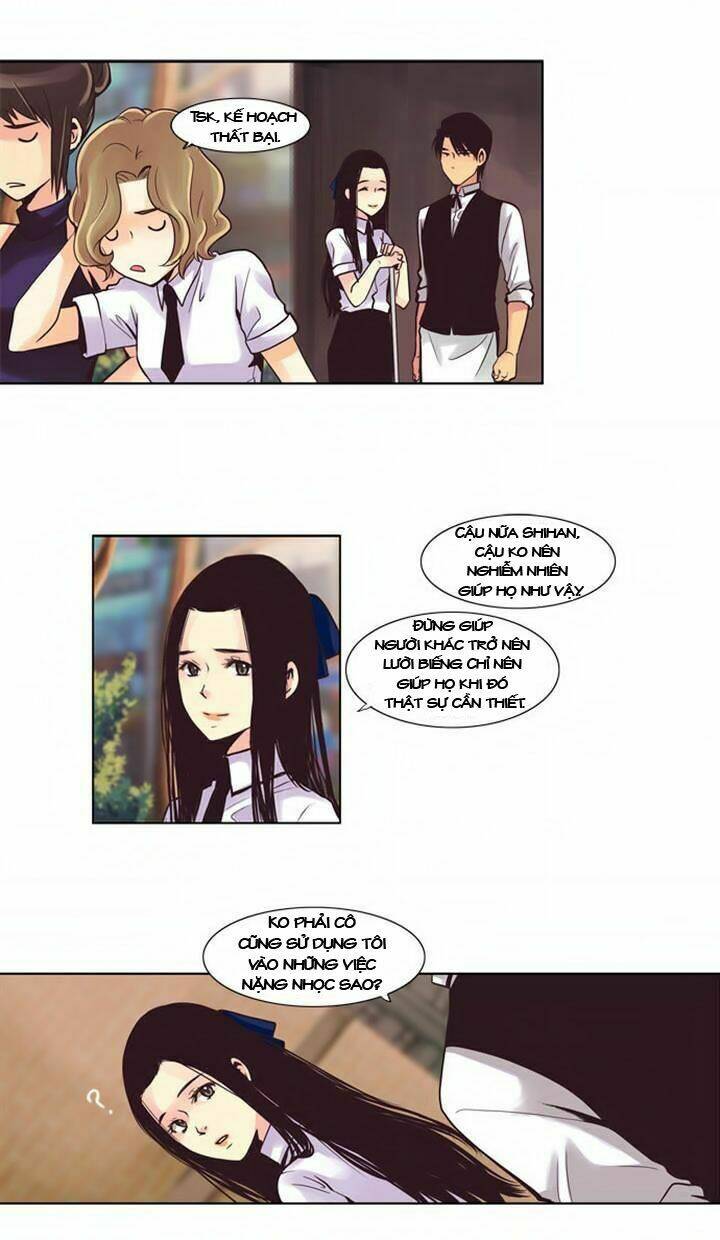 TSK, KẾ HOẠCH
THẤT BẠI.
CẬU NỮA SHIHAN,
CẬU KO NÊN
NGHIỄM NHIÊN
GIÚP HỌ NHƯ VẬY.
ĐỪNG GIÚP
NGƯỜI KHÁC TRỞ NÊN
LƯỜI BIẾNG CHỈ NÊN
GIÚP HỌ KHI ĐÓ
THẬT SỰ CẦN THIẾT.
KO PHẢI CÔ
CŨNG SỬ DỤNG TÔI
VÀO NHỮNG VIỆC
NẶNG NHỌC SAO?
?